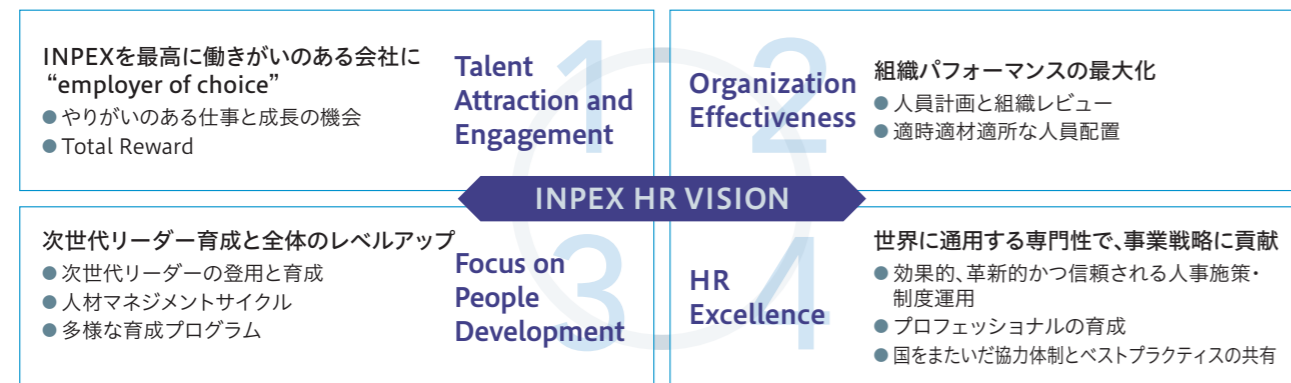 INPEXを最高に働きがいのある会社に
“employer of choice”
● やりがいのある仕事と成長の機会
● Total Reward
1
Talent
Attraction and
Engagement
2
Organization
Effectiveness
組織パフォーマンスの最大化
● 人員計画と組織レビュー
● 適時適材適所な人員配置
INPEX HR VISION
次世代リーダー育成と全体のレベルアップ
● 次世代リーダーの登用と育成
● 人材マネジメントサイクル
● 多様な育成プログラム
3
Focus on
People
Development
4
HR
Excellence
世界に通用する専門性で、事業戦略に貢献
● 効果的、革新的かつ信頼される人事施策・
制度運用
● プロフェッショナルの育成
● 国をまたいだ協力体制とベストプラクティスの共有